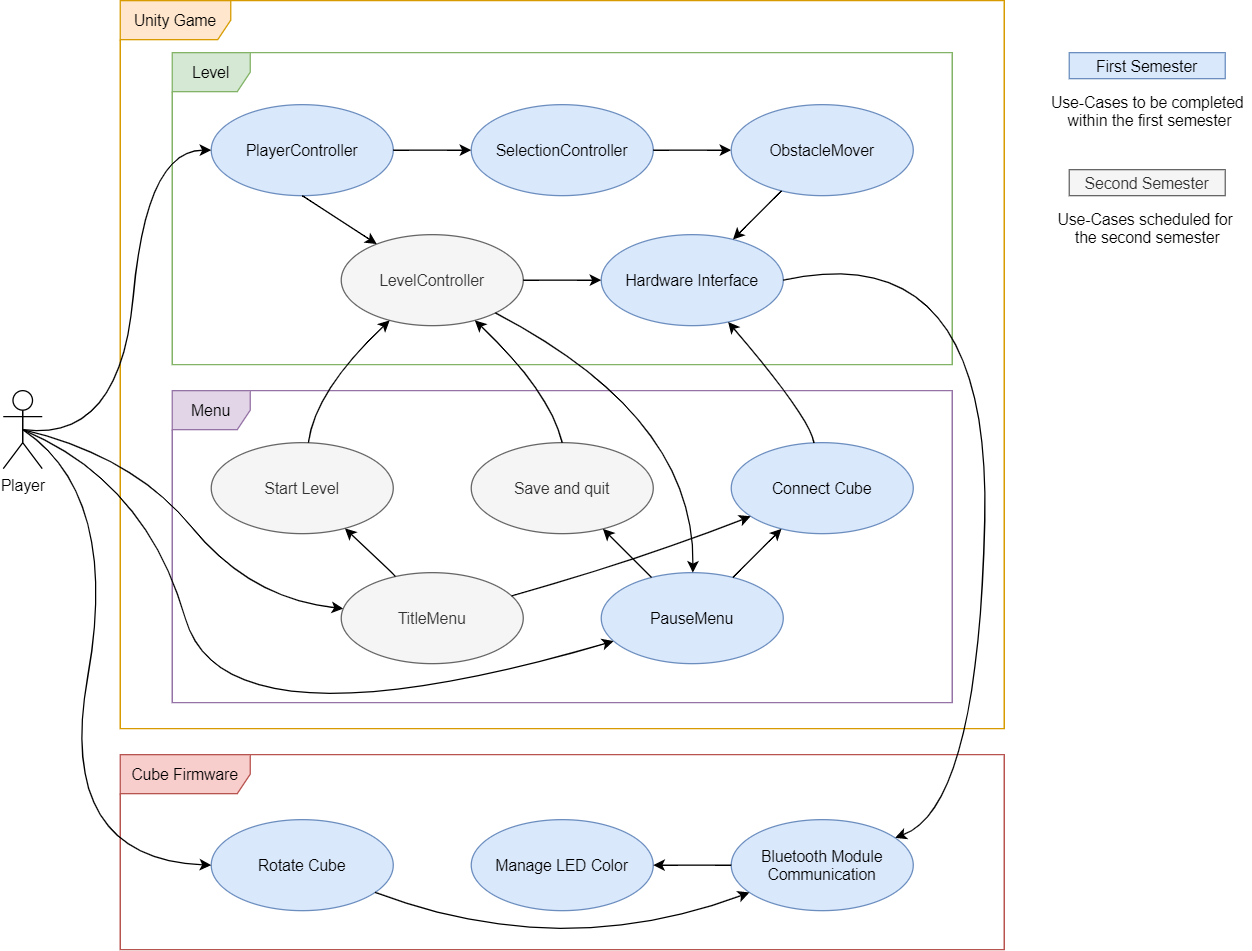 Unity Game
Level
First Semester
Use-Cases to be completed
within the first semester
PlayerController
SelectionController
ObstacleMover
Second Semester
Use-Cases scheduled for
the second semester
LevelController
Hardware Interface
Menu
Player
Start Level
Save and quit
Connect Cube
TitleMenu
PauseMenu
Cube Firmware
Rotate Cube
Manage LED Color
Bluetooth Module
Communication